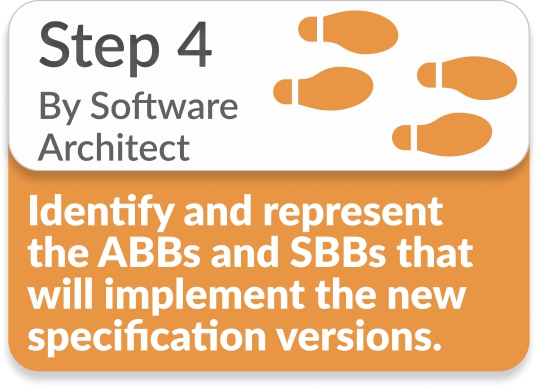 Step 4
By Software
Architect
Identify and represent
the ABBs and SBBs that
will implement the new
specification versions.